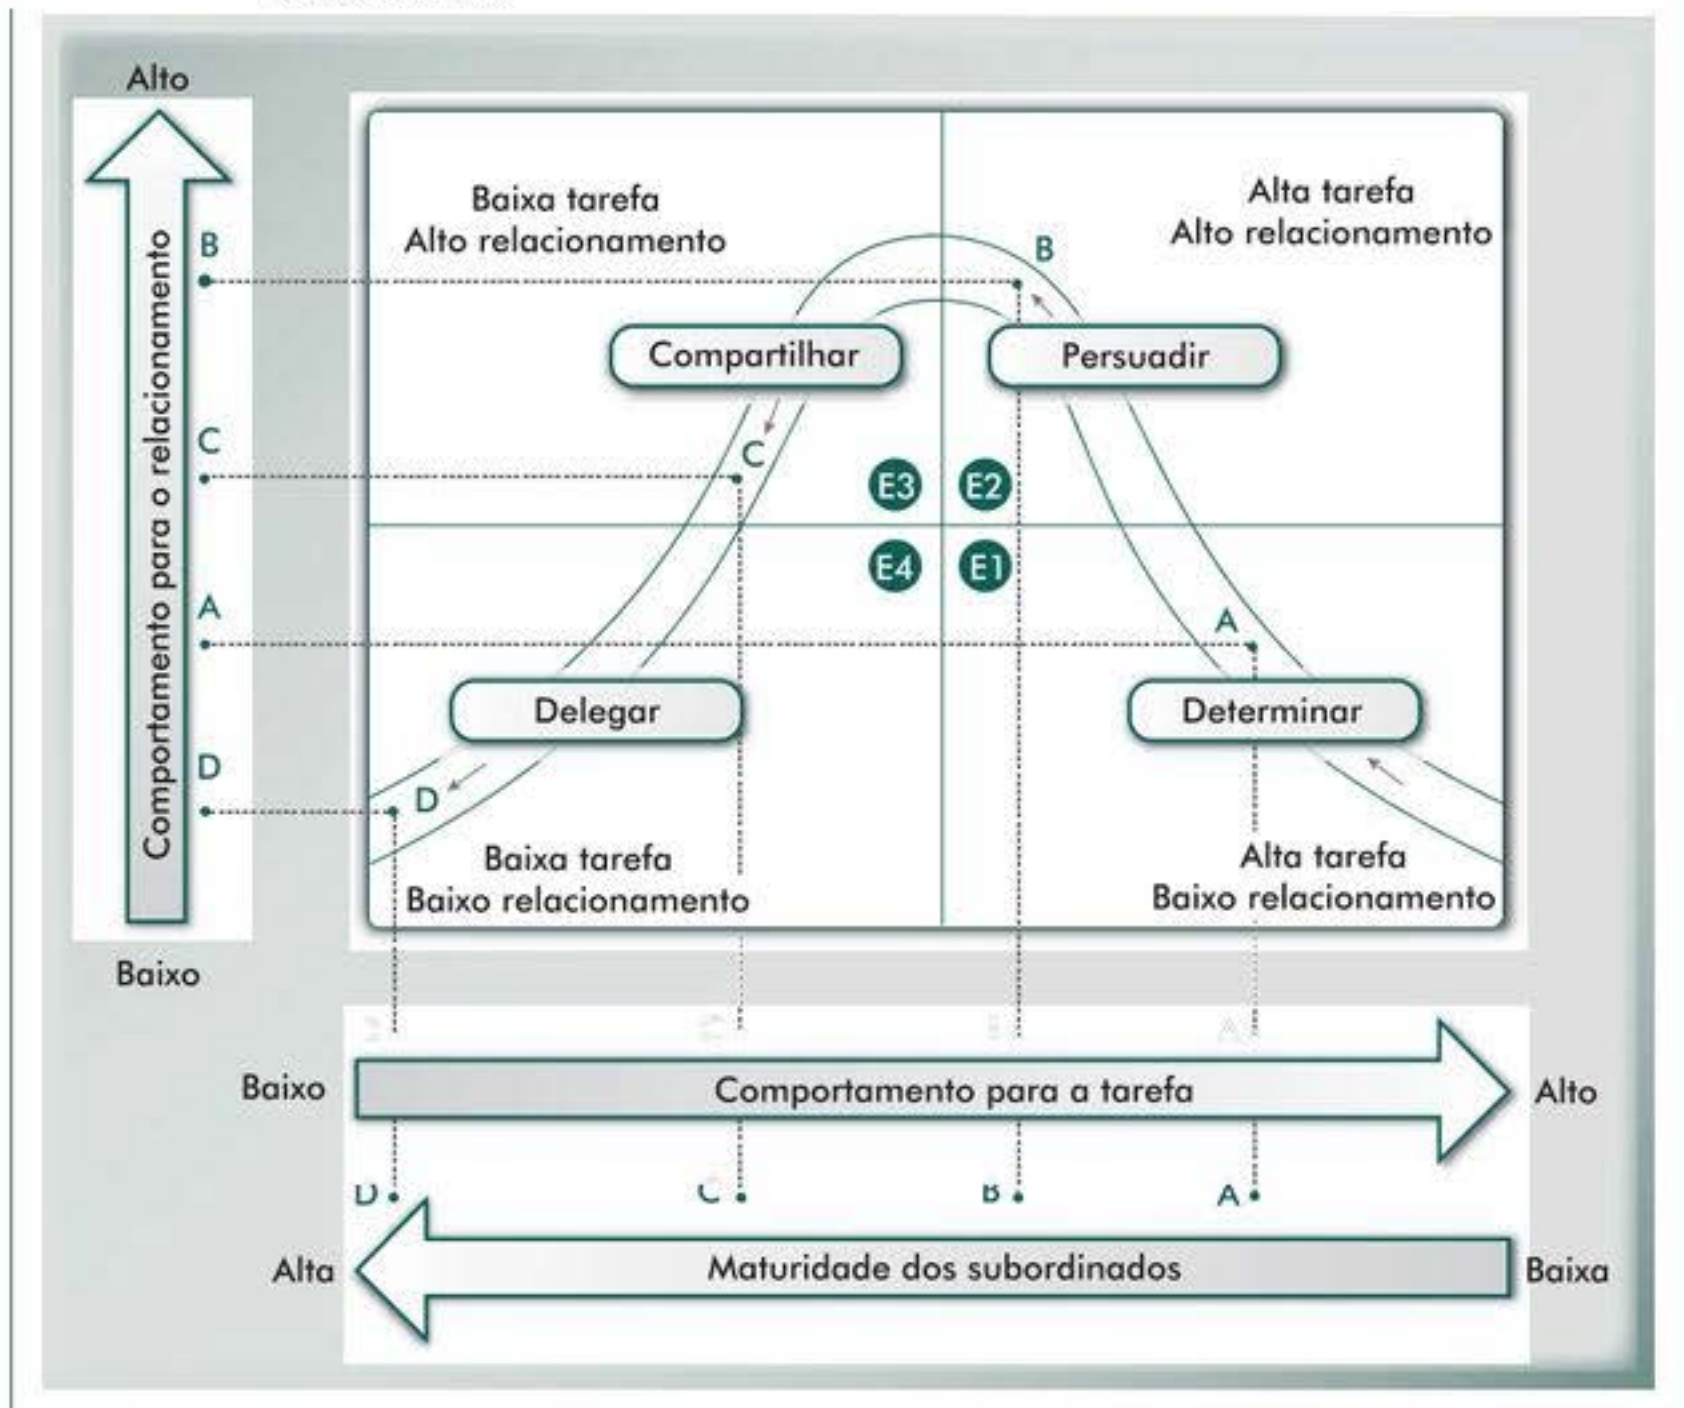 Alto
Comportamento para o relacionamento
B
C
A
D
Baixo
Baixa tarefa
Alto relacionamento
Alta tarefa
Alto relacionamento
B
Compartilhar
Persuadir
C
E3
E2
E4
E1
A
Delegar
Determinar
D
Baixa tarefa
Baixo relacionamento
Alta tarefa
Baixo relacionamento
A
Baixo
Comportamento para a tarefa
Alto
D
C
B
A
Alta
Maturidade dos subordinados
Baixa